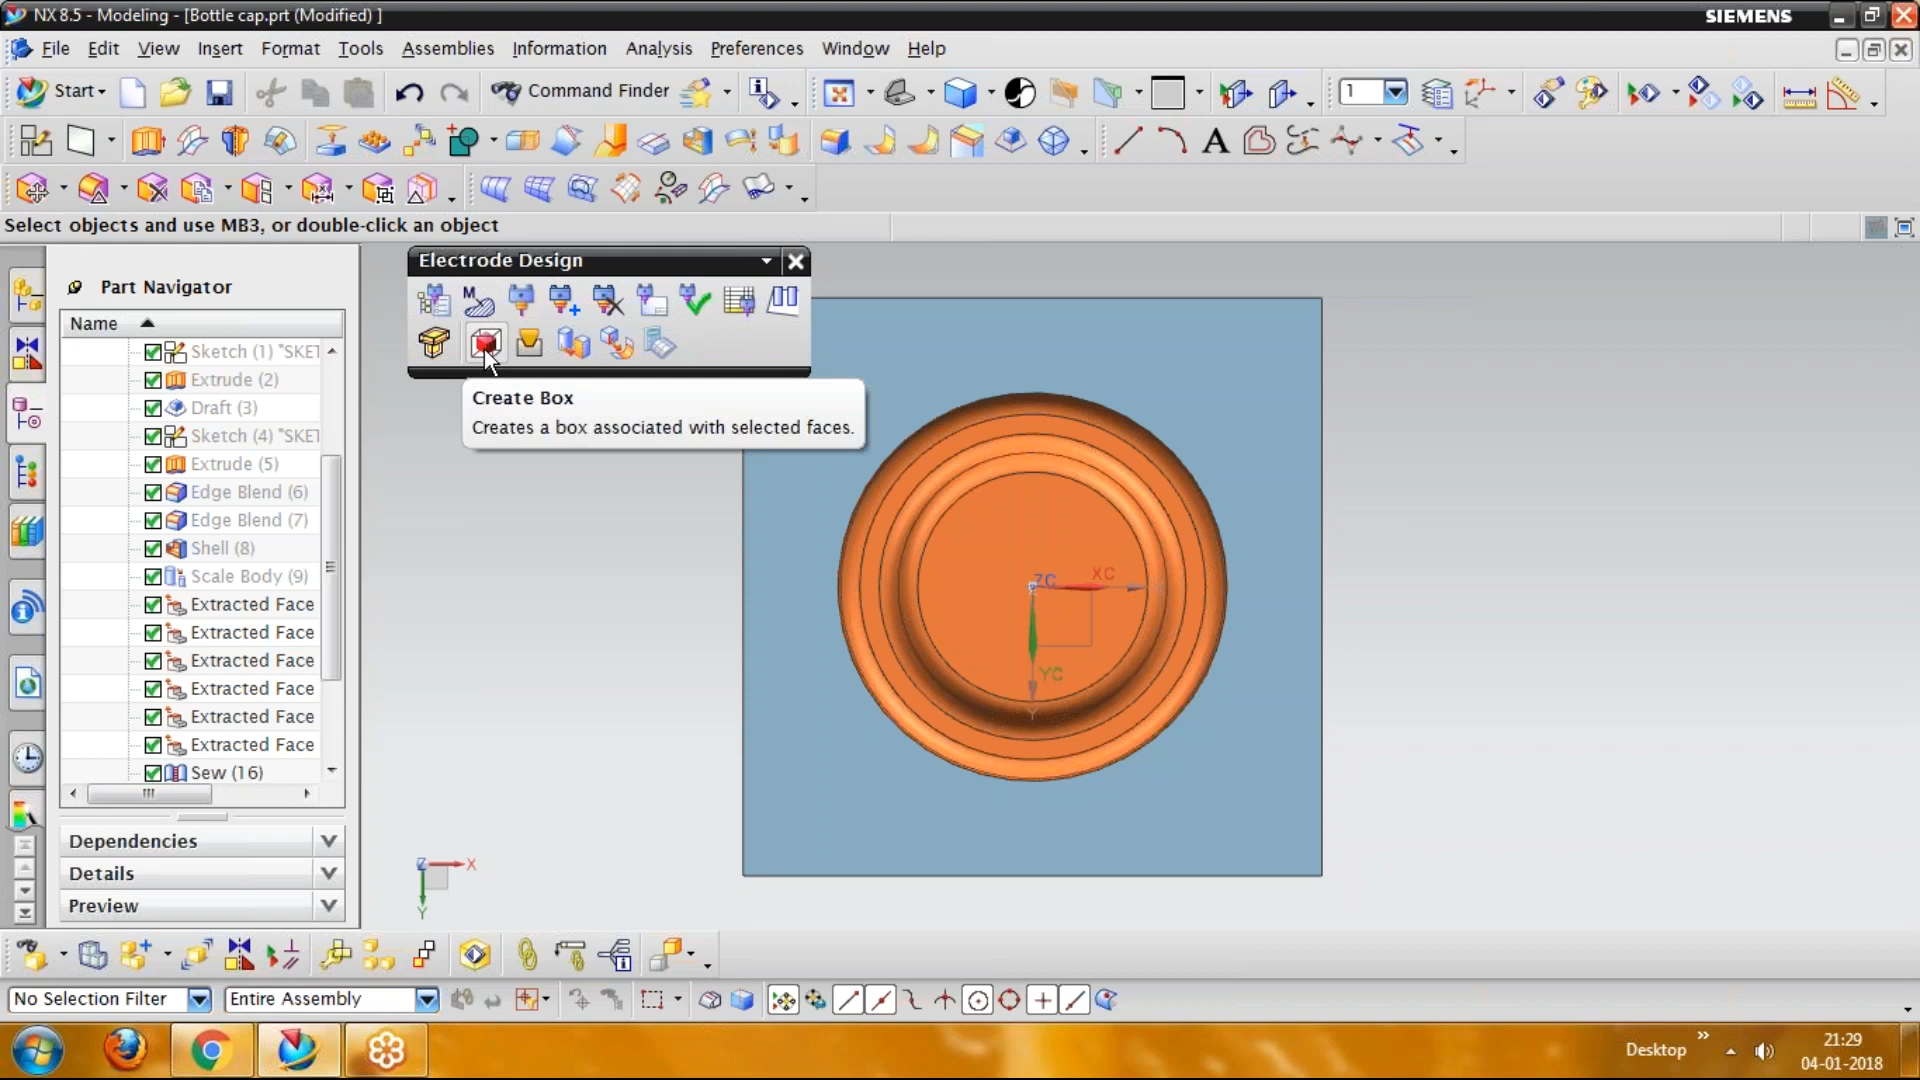 NX 8.5 - Modeling - [Bottle cap.prt (Modified) ]
SIEMENS
File Edit View Insert Format Tools Assemblies Information Analysis Preferences Window Help
Start
Command Finder
1
A
Select objects and use MB3, or double-click an object
Part Navigator
Name
Sketch (1) "SKET
Extrude (2)
Draft (3)
Sketch (4) "SKET
Extrude (5)
Edge Blend (6)
Edge Blend (7)
Shell (8)
Scale Body (9)
Extracted Face
Extracted Face
Extracted Face
Extracted Face
Extracted Face
Extracted Face
Sew (16)
Dependencies
Details
Preview
Electrode Design
M
Create Box
Creates a box associated with selected faces.
ZC
XC
YC
Y
Z
X
Y
No Selection Filter
Entire Assembly
Desktop
21:29
04-01-2018